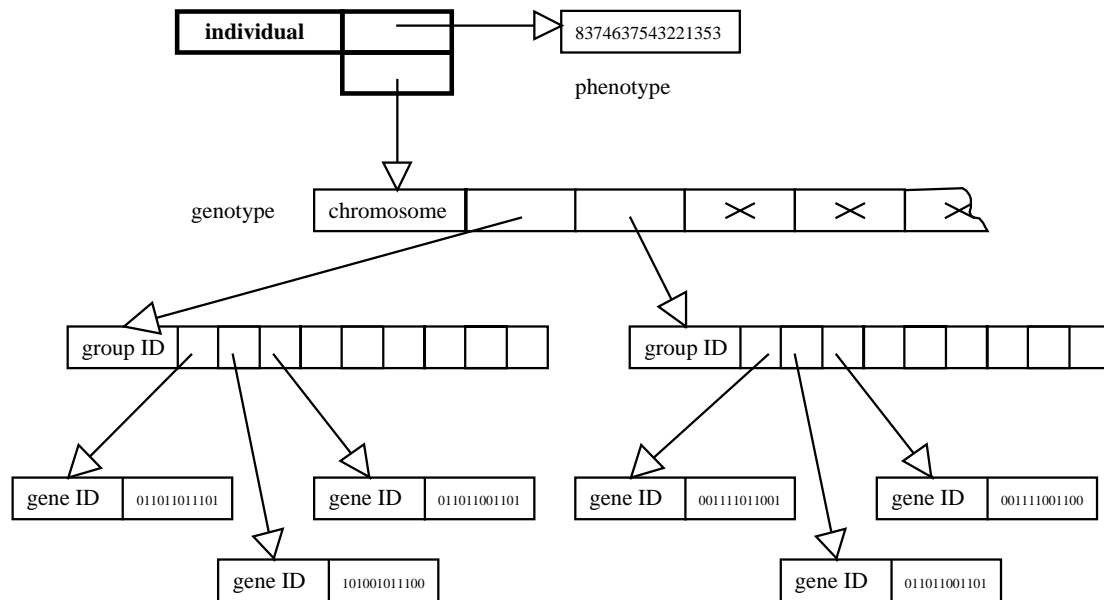 individual
8374637543221353
phenotype
genotype
chromosome
group ID
group ID
gene ID 011011011101
gene ID 011011001101
gene ID 001111011001
gene ID 001111001100
gene ID 101001011100
gene ID 011011001101